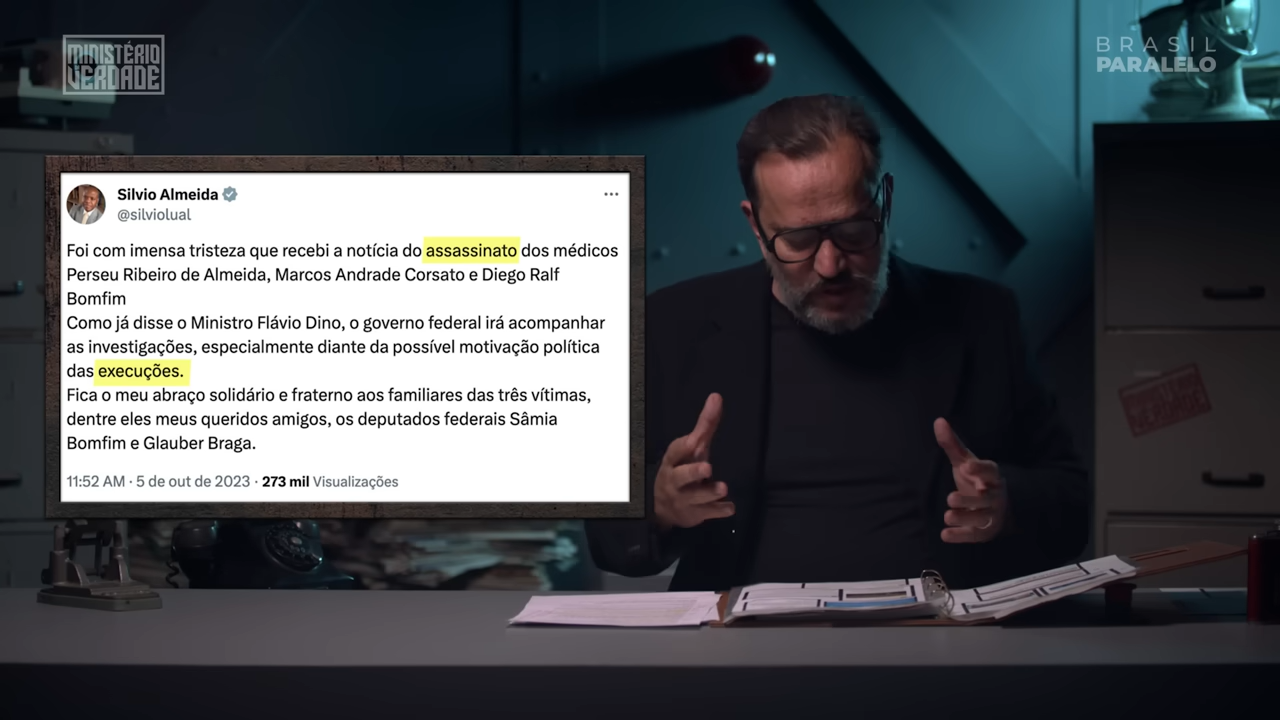 MINISTÉRIO
VERDADE
BRASIL
PARALELO
Silvio Almeida
@silviolual
Foi com imensa tristeza que recebi a notícia do assassinato dos médicos
Perseu Ribeiro de Almeida, Marcos Andrade Corsato e Diego Ralf
Bomfim
Como já disse o Ministro Flávio Dino, o governo federal irá acompanhar
as investigações, especialmente diante da possível motivação política
das execuções.
Fica o meu abraço solidário e fraterno aos familiares das três vítimas,
dentre eles meus queridos amigos, os deputados federais Sâmia
Bomfim e Glauber Braga.
11:52 AM · 5 de out de 2023 · 273 mil Visualizações
MINISTÉRIO
VERDADE